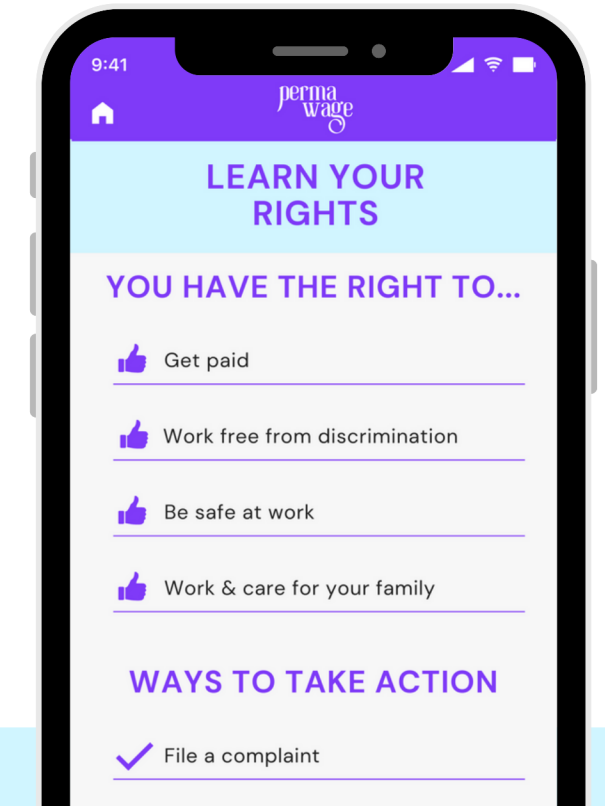 9:41
perma
wage
LEARN YOUR
RIGHTS
YOU HAVE THE RIGHT TO...
Get paid
Work free from discrimination
Be safe at work
Work & care for your family
WAYS TO TAKE ACTION
File a complaint